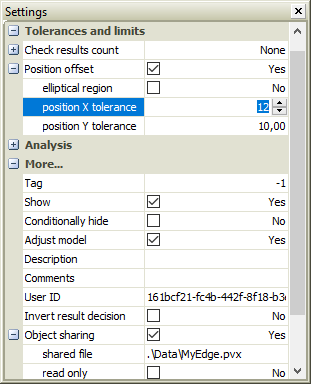 Settings
Tolerances and limits
Check results count None
Position offset Yes
elliptical region No
position X tolerance 12
position Y tolerance 10,00
Analysis
More...
Tag -1
Show Yes
Conditionally hide No
Adjust model Yes
Description
Comments
User ID 161bcf21-fc4b-442f-8f18-b3
Invert result decision No
Object sharing Yes
shared file .\Data\MyEdge.pvx
read only No